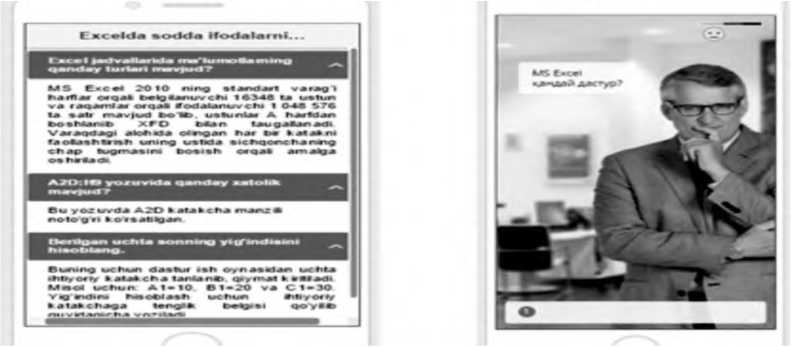 Excelda sodda ifodalarni...
Excel jadvallarida ma'lumotlarning
qanday turlari mavjud?
MS Excel 2010 ning standart varag'i
harflar orqali belgilanuvchi 16348 ta ustun
va raqamlar orqali ifodalanuvchi 1 048 576
ta satr mavjud bo'lib, ustunlar A harfdan
boshlanib XFD bilan taugallanadi.
Varaqdagi alohida olingan har bir katakni
faollashtirish uning ustida sichqonchaning
chap tugmasini bosish orqali amalga
oshiriladi.
A2D:H9 yozuvida qanday xatolik
mavjud?
Bu yozuvda A2D katakcha manzili
noto'g'ri ko'rsatilgan.
Berilgan uchta sonning yig'indisini
hisoblang.
Buning uchun dastur ish oynasidan uchta
ihtiyoriy katakcha tanlanib, qiymat kiritiladi.
Misol uchun: A1=10, B1=20 va C1=30.
Yig'indini hisoblash uchun ihtiyoriy
katakchaga tenglik belgisi qo'yilib
quyidagicha yoziladi
MS Excel
қандай дастур?